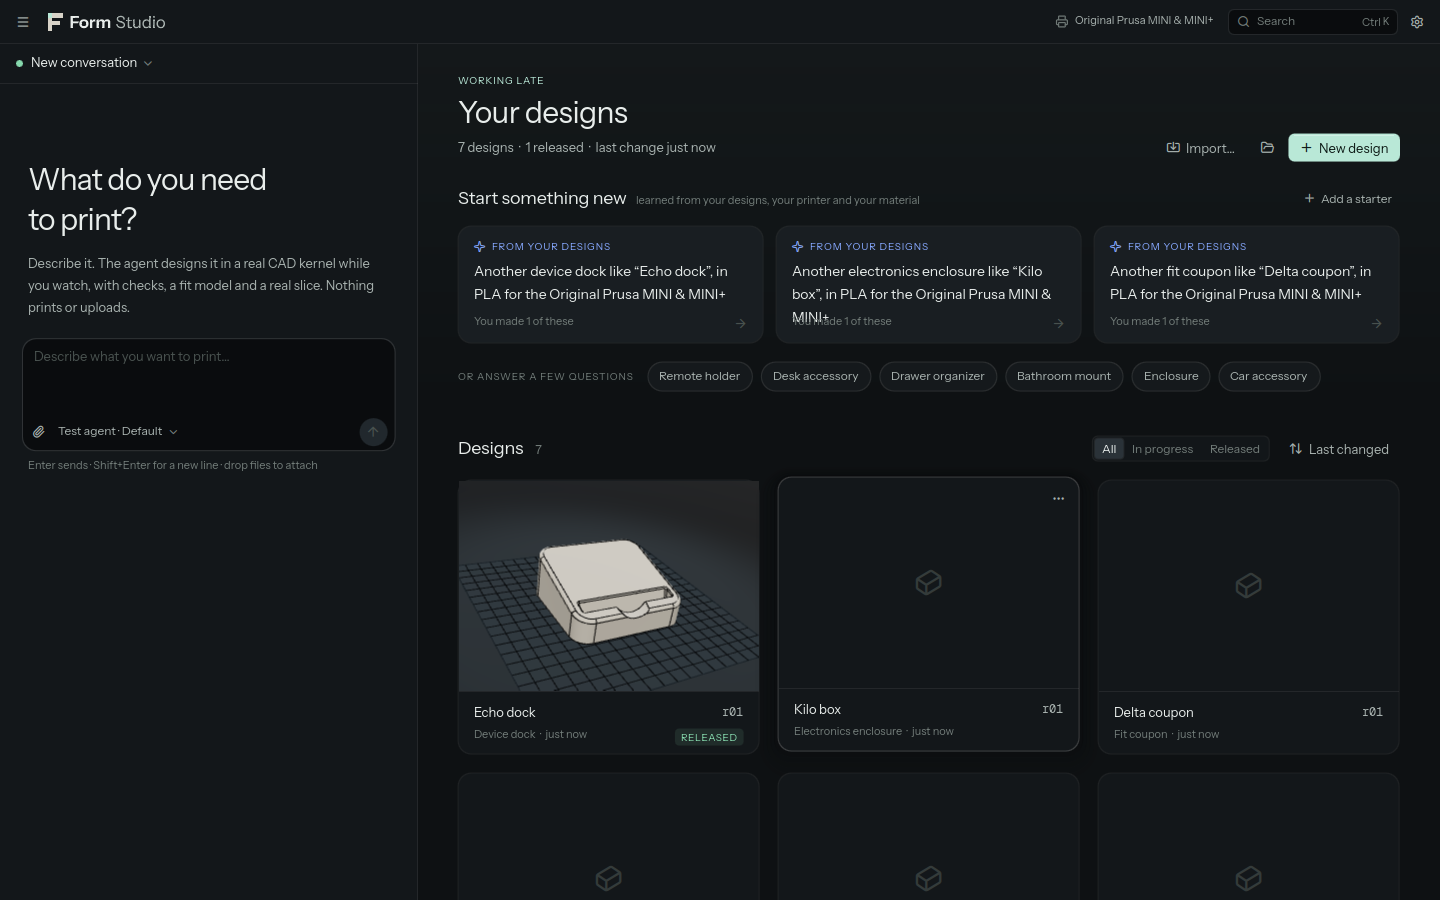 Form Studio
Original Prusa MINI & MINI+
Search
Ctrl K
New conversation
What do you need
to print?
Describe it. The agent designs it in a real CAD kernel while
you watch, with checks, a fit model and a real slice. Nothing
prints or uploads.
Describe what you want to print...
Test agent · Default
Enter sends · Shift+Enter for a new line · drop files to attach
WORKING LATE
Your designs
7 designs · 1 released · last change just now
Import...
New design
Start something new
learned from your designs, your printer and your material
Add a starter
FROM YOUR DESIGNS
Another device dock like “Echo dock”, in
PLA for the Original Prusa MINI & MINI+
You made 1 of these
FROM YOUR DESIGNS
Another electronics enclosure like “Kilo
box”, in PLA for the Original Prusa MINI &
MINI+
You made 1 of these
FROM YOUR DESIGNS
Another fit coupon like “Delta coupon”, in
PLA for the Original Prusa MINI & MINI+
You made 1 of these
OR ANSWER A FEW QUESTIONS
Remote holder
Desk accessory
Drawer organizer
Bathroom mount
Enclosure
Car accessory
Designs 7
All
In progress
Released
Last changed
Echo dock
r01
Device dock · just now
RELEASED
Kilo box
r01
Electronics enclosure · just now
Delta coupon
r01
Fit coupon · just now